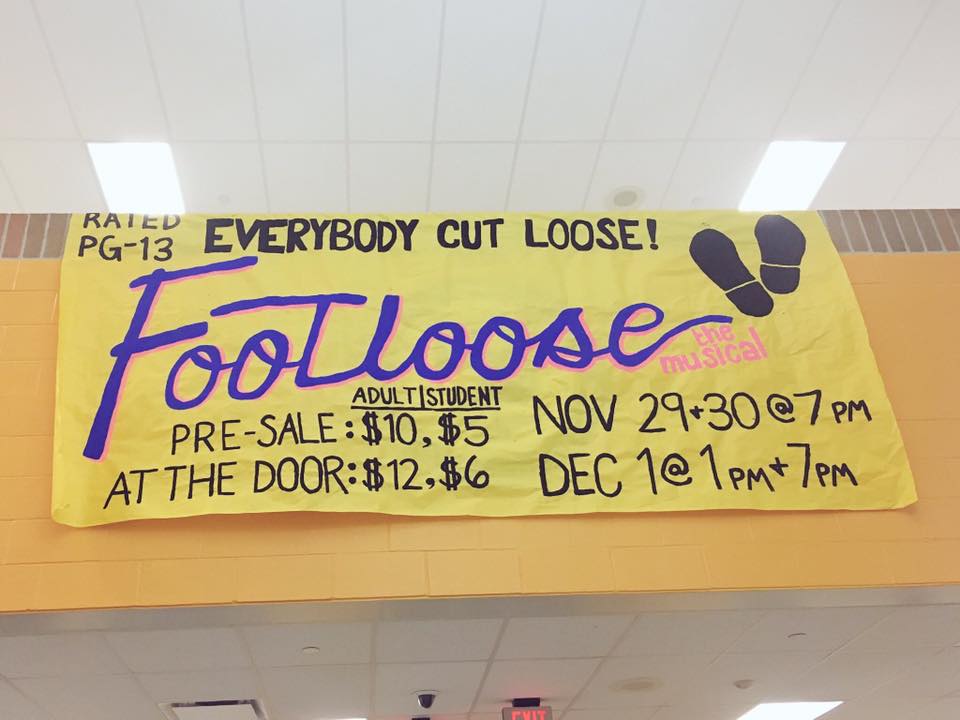 RATED
PG-13
EVERYBODY CUT LOOSE!
Footloose
the
musical
ADULT|STUDENT
PRE-SALE: $10, $5
AT THE DOOR: $12, $6
NOV 29+30 @ 7 PM
DEC 1 @ 1 PM + 7 PM
EXIT